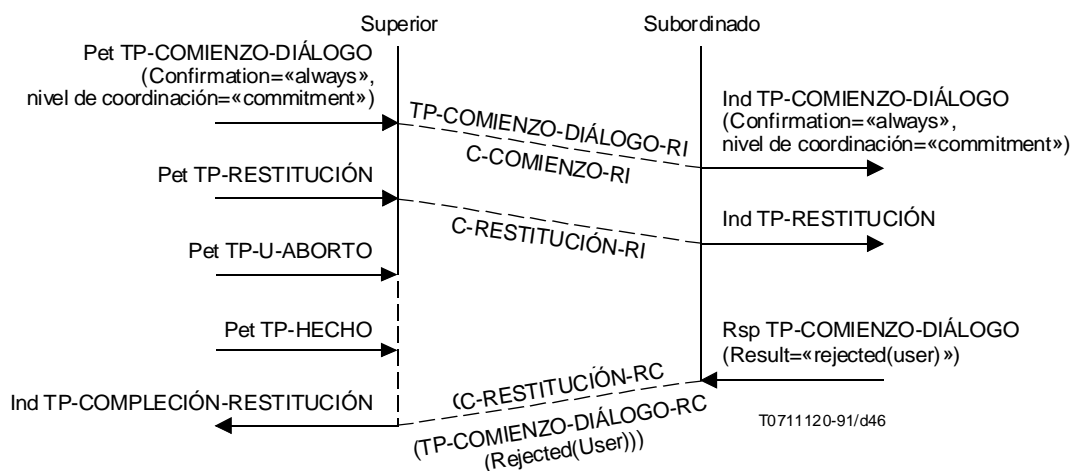 Superior
Subordinado
Pet TP-COMIENZO-DIÁLOGO
(Confirmation=«always»,
nivel de coordinación=«commitment»)
TP-COMIENZO-DIÁLOGO-RI
C-COMIENZO-RI
Ind TP-COMIENZO-DIÁLOGO
(Confirmation=«always»,
nivel de coordinación=«commitment»)
Pet TP-RESTITUCIÓN
C-RESTITUCIÓN-RI
Ind TP-RESTITUCIÓN
Pet TP-U-ABORTO
Pet TP-HECHO
Rsp TP-COMIENZO-DIÁLOGO
(Result=«rejected(user)»)
Ind TP-COMPLECIÓN-RESTITUCIÓN
(C-RESTITUCIÓN-RC
(TP-COMIENZO-DIÁLOGO-RC
(Rejected(User)))
T0711120-91/d46